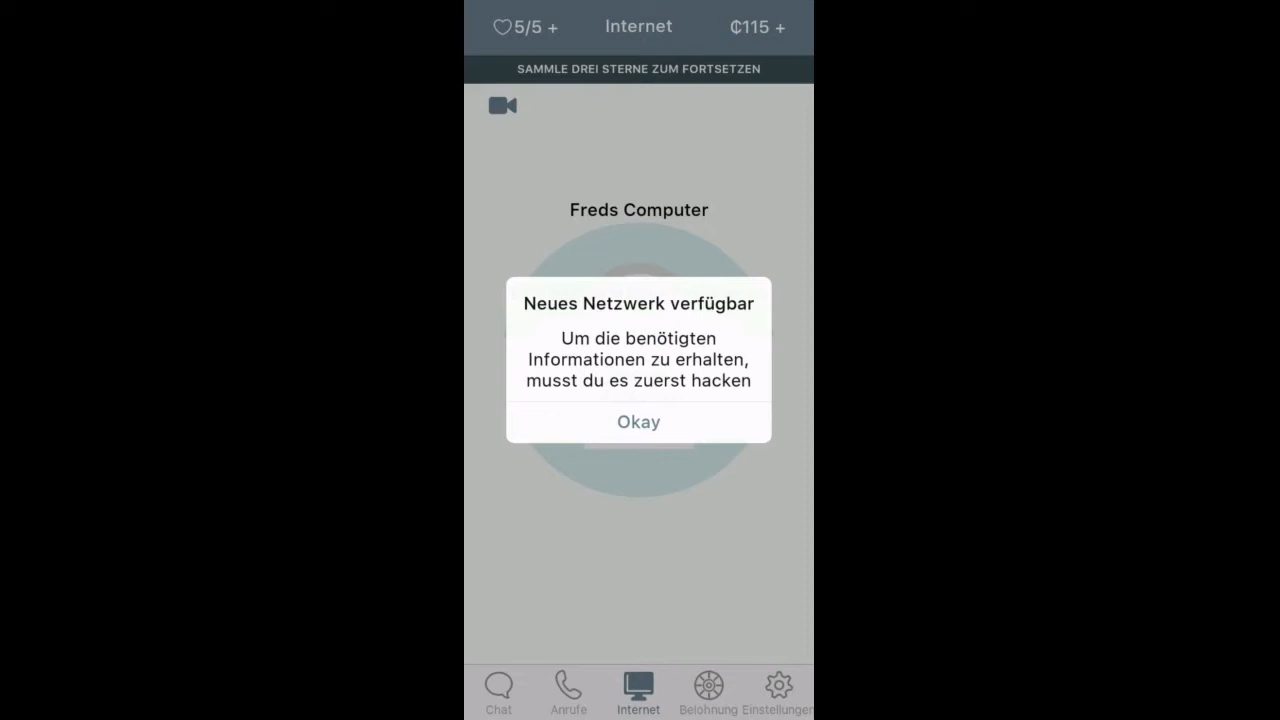 5/5 + Internet ₵115 +
SAMMLE DREI STERNE ZUM FORTSETZEN
Freds Computer
Neues Netzwerk verfügbar
Um die benötigten
Informationen zu erhalten,
musst du es zuerst hacken
Okay
Chat Anrufe Internet Belohnung Einstellungen